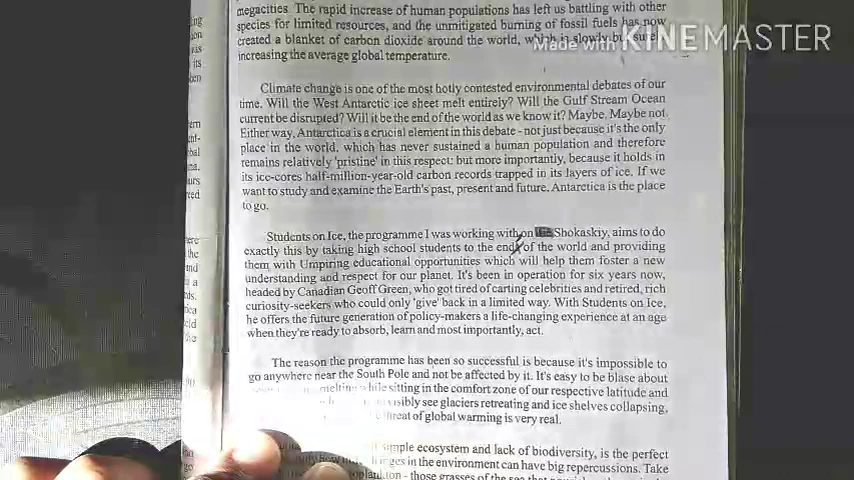 megacities. The rapid increase of human populations has left us battling with other
species for limited resources, and the unmitigated burning of fossil fuels has now
created a blanket of carbon dioxide around the world, which is slowly but surely
increasing the average global temperature.
Made with KINEMASTER
Climate change is one of the most hotly contested environmental debates of our
time. Will the West Antarctic ice sheet melt entirely? Will the Gulf Stream Ocean
current be disrupted? Will it be the end of the world as we know it? Maybe. Maybe not.
Either way, Antarctica is a crucial element in this debate - not just because it's the only
place in the world, which has never sustained a human population and therefore
remains relatively 'pristine' in this respect; but more importantly, because it holds in
its ice-cores half-million-year-old carbon records trapped in its layers of ice. If we
want to study and examine the Earth's past, present and future. Antarctica is the place
to go.
Students on Ice, the programme I was working with on Shokaskiy, aims to do
exactly this by taking high school students to the ends of the world and providing
them with Umpiring educational opportunities which will help them foster a new
understanding and respect for our planet. It's been in operation for six years now,
headed by Canadian Geoff Green, who got tired of carting celebrities and retired, rich
curiosity-seekers who could only 'give' back in a limited way. With Students on Ice,
he offers the future generation of policy-makers a life-changing experience at an age
when they're ready to absorb, learn and most importantly, act.
The reason the programme has been so successful is because it's impossible to
go anywhere near the South Pole and not be affected by it. It's easy to be blase about
melting while sitting in the comfort zone of our respective latitude and
visibly see glaciers retreating and ice shelves collapsing,
threat of global warming is very real.
simple ecosystem and lack of biodiversity, is the perfect
how changes in the environment can have big repercussions. Take
those grasses of the sea that